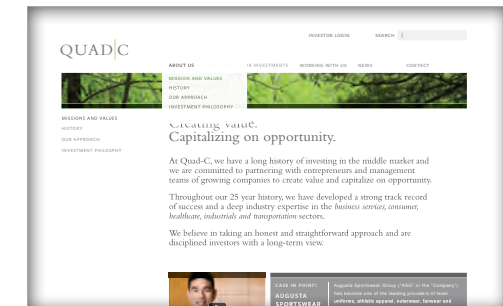 INVESTOR LOGIN
SEARCH
QUAD|C
ABOUT US
IR INVESTMENTS
WORKING WITH US
NEWS
CONTACT
MISSION AND VALUES
HISTORY
OUR APPROACH
INVESTMENT PHILOSOPHY
MISSIONS AND VALUES
HISTORY
OUR APPROACH
INVESTMENT PHILOSOPHY
Creating value.
Capitalizing on opportunity.
At Quad-C, we have a long history of investing in the middle market and
we are committed to partnering with entrepreneurs and management
teams of growing companies to create value and capitalize on opportunity.
Throughout our 25 year history, we have developed a strong track record
of success and a deep industry expertise in the business services, consumer,
healthcare, industrials and transportation sectors.
We believe in taking an honest and straightforward approach and are
disciplined investors with a long-term view.
CASE IN POINT:
AUGUSTA
SPORTSWEAR
Augusta Sportswear Group ("ASG" or the "Company")
has become one of the leading providers of team
uniforms, athletic apparel, outerwear, fanwear and